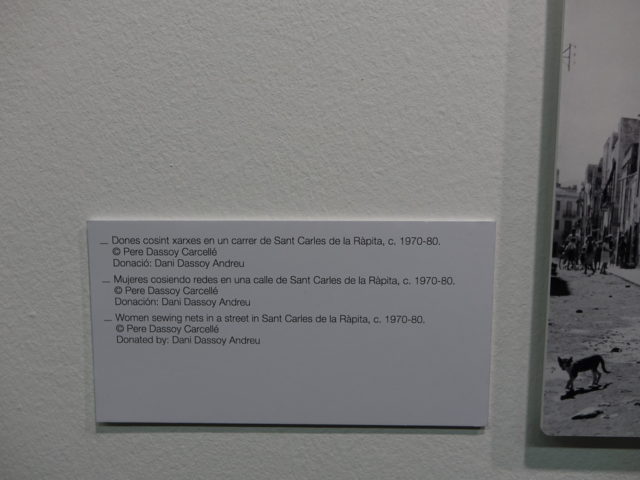 — Dones cosint xarxes en un carrer de Sant Carles de la Ràpita, c. 1970-80.
© Pere Dassoy Carcellé
Donació: Dani Dassoy Andreu
— Mujeres cosiendo redes en una calle de Sant Carles de la Ràpita, c. 1970-80.
© Pere Dassoy Carcellé
Donación: Dani Dassoy Andreu
— Women sewing nets in a street in Sant Carles de la Ràpita, c. 1970-80.
© Pere Dassoy Carcellé
Donated by: Dani Dassoy Andreu